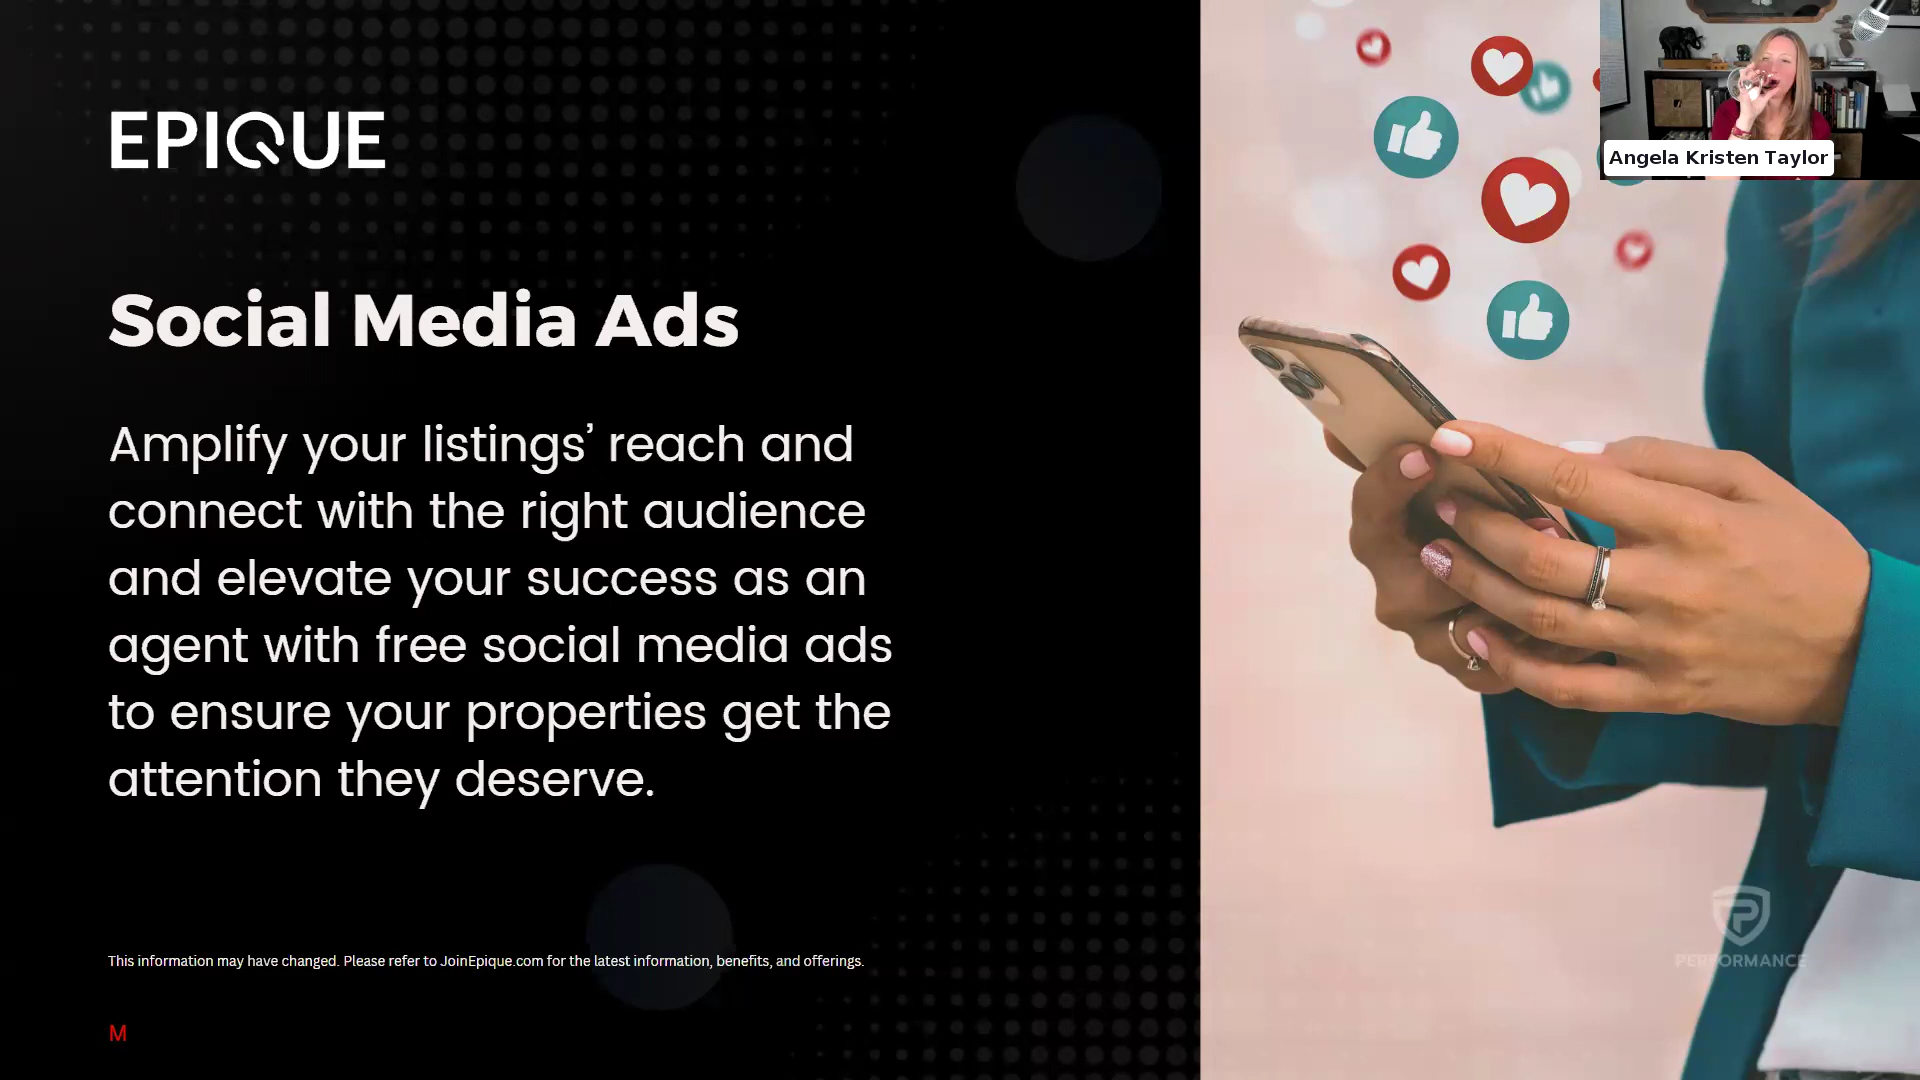 EPIQUE
Angela Kristen Taylor
Social Media Ads
Amplify your listings’ reach and
connect with the right audience
and elevate your success as an
agent with free social media ads
to ensure your properties get the
attention they deserve.
PERFORMANCE
This information may have changed. Please refer to JoinEpique.com for the latest information, benefits, and offerings.
M